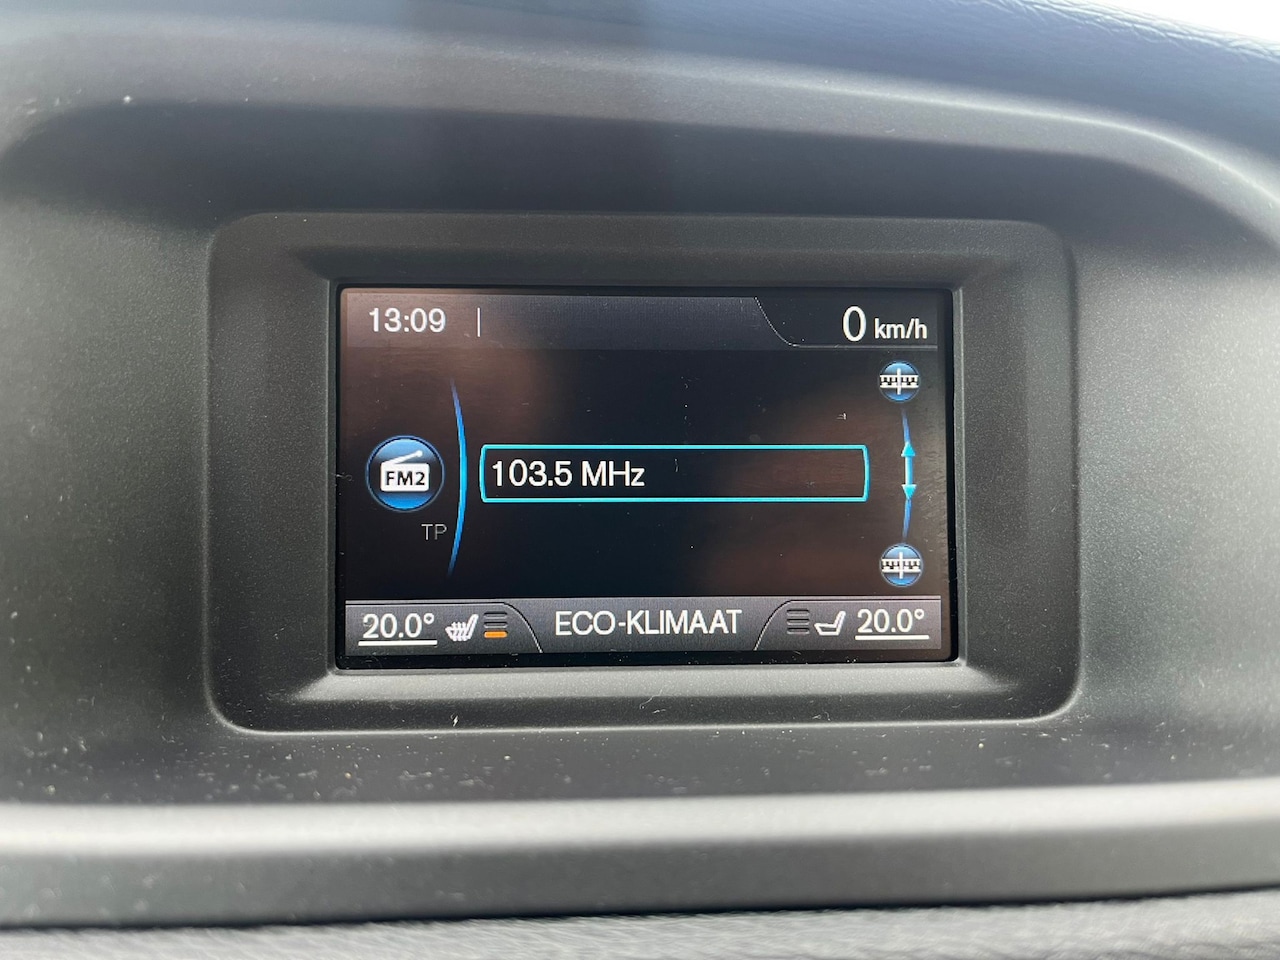 13:09
0 km/h
FM2
103.5 MHz
TP
20.0° ECO-KLIMAAT 20.0°